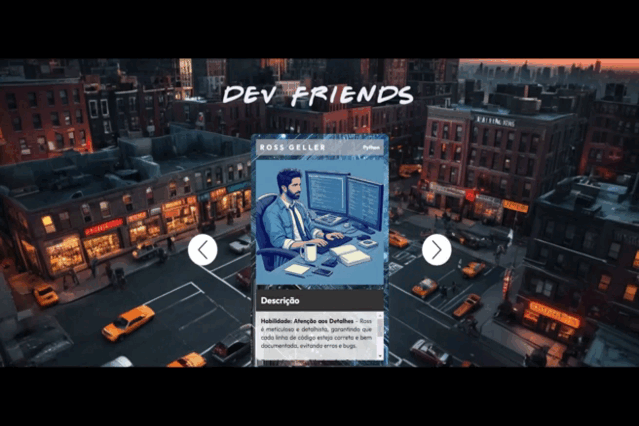 DEV FRIENDS
ROSS GELLER Python
Descrição
Habilidade: Atenção aos Detalhes - Ross
é meticuloso e detalhista, garantindo que
cada linha de código esteja correta e bem
documentada, evitando erros e bugs.